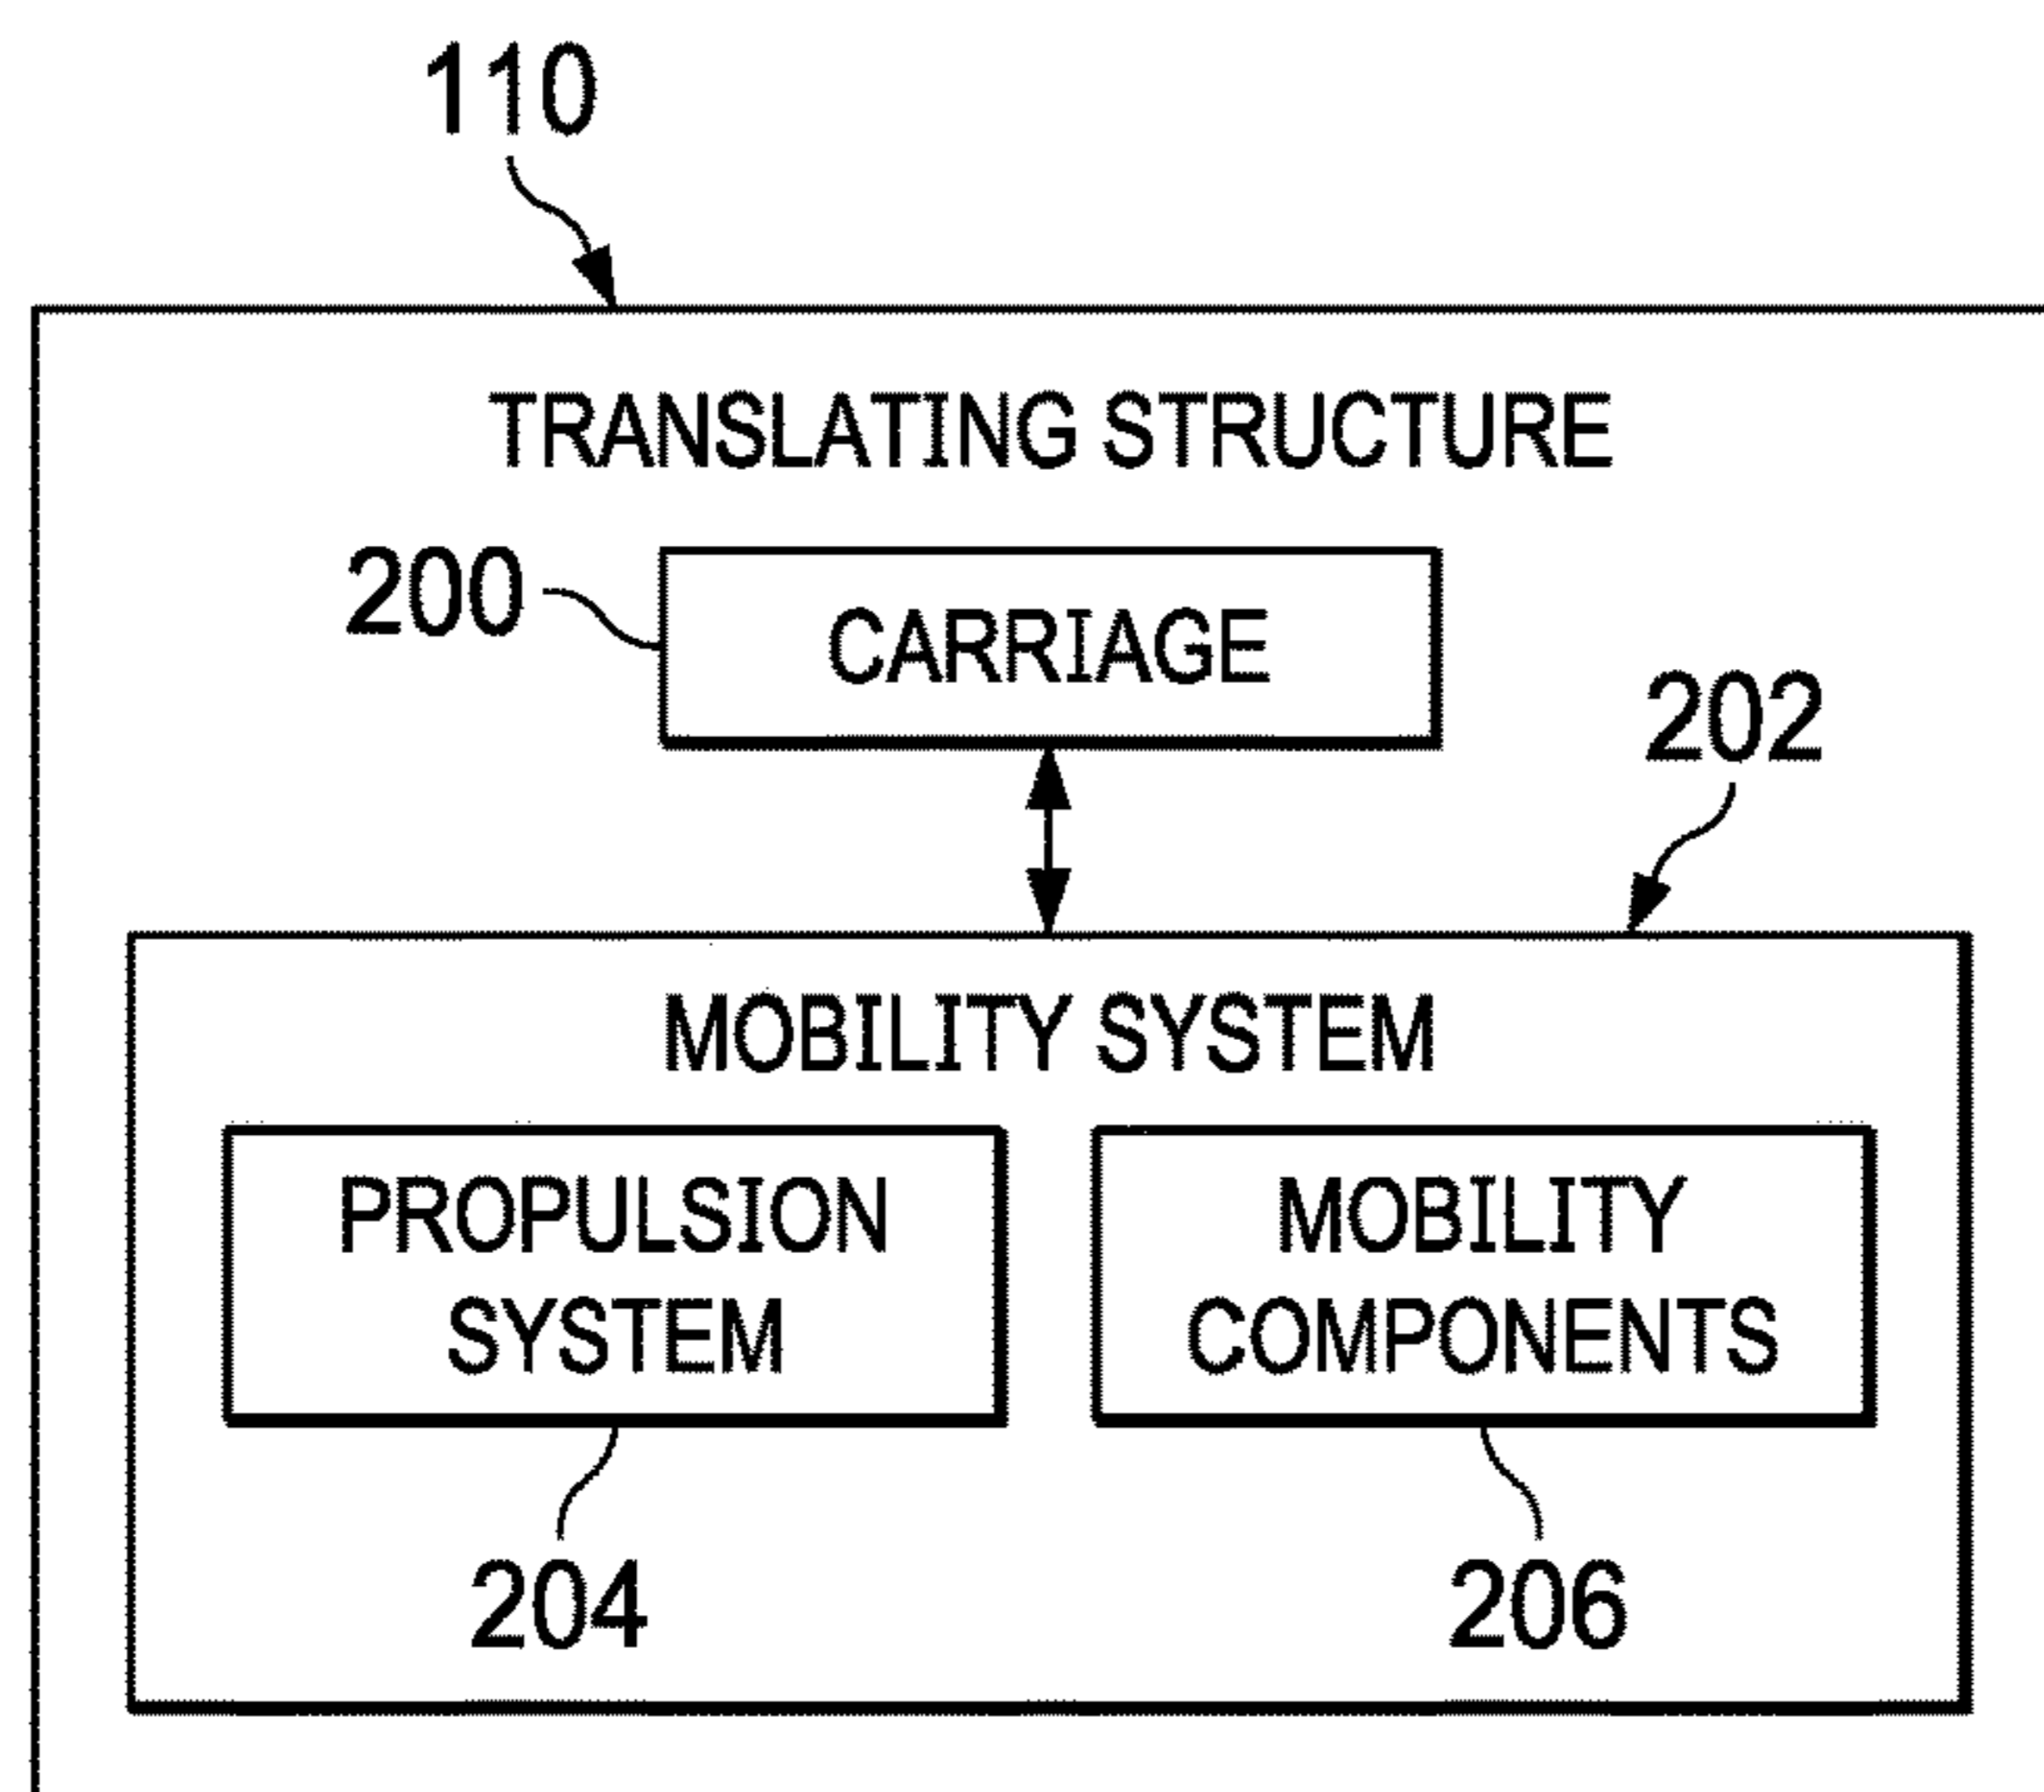 110
TRANSLATING STRUCTURE
200
CARRIAGE
202
MOBILITY SYSTEM
PROPULSION
SYSTEM
MOBILITY
COMPONENTS
204
206